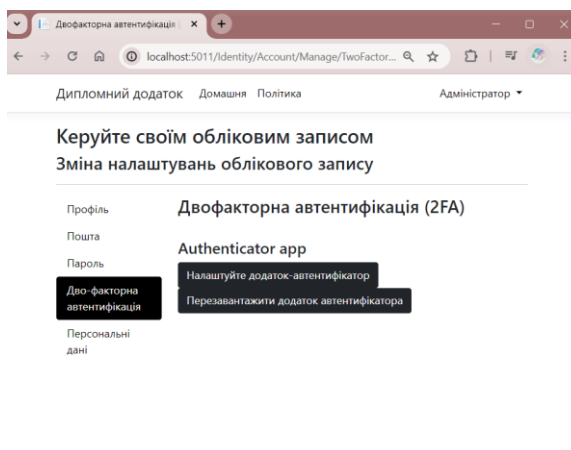 Двофакторна автентифікація (
localhost:5011/Identity/Account/Manage/TwoFactor...
Дипломний додаток Домашня Політика Адміністратор
Керуйте своїм обліковим записом
Зміна налаштувань облікового запису
Профіль
Пошта
Пароль
Дво-факторна
автентифікація
Персональні
дані
Двофакторна автентифікація (2FA)
Authenticator app
Налаштуйте додаток-автентифікатор
Перезавантажити додаток автентифікатора